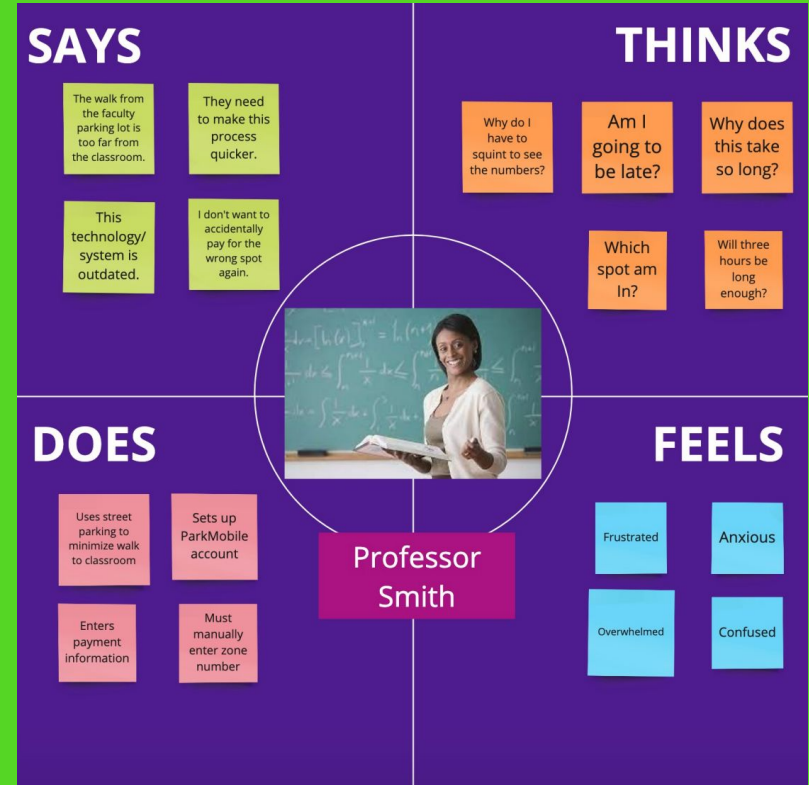 SAYS
The walk from
the faculty
parking lot is
too far from
the classroom.
They need
to make this
process
quicker.
This
technology/
system is
outdated.
I don't want to
accidentally
pay for the
wrong spot
again.
THINKS
Why do I
have to
squint to see
the numbers?
Am I
going to
be late?
Why does
this take
so long?
Which
spot am
In?
Will three
hours be
long
enough?
DOES
Uses street
parking to
minimize walk
to classroom
Sets up
ParkMobile
account
Enters
payment
information
Must
manually
enter zone
number
Professor
Smith
FEELS
Frustrated
Anxious
Overwhelmed
Confused